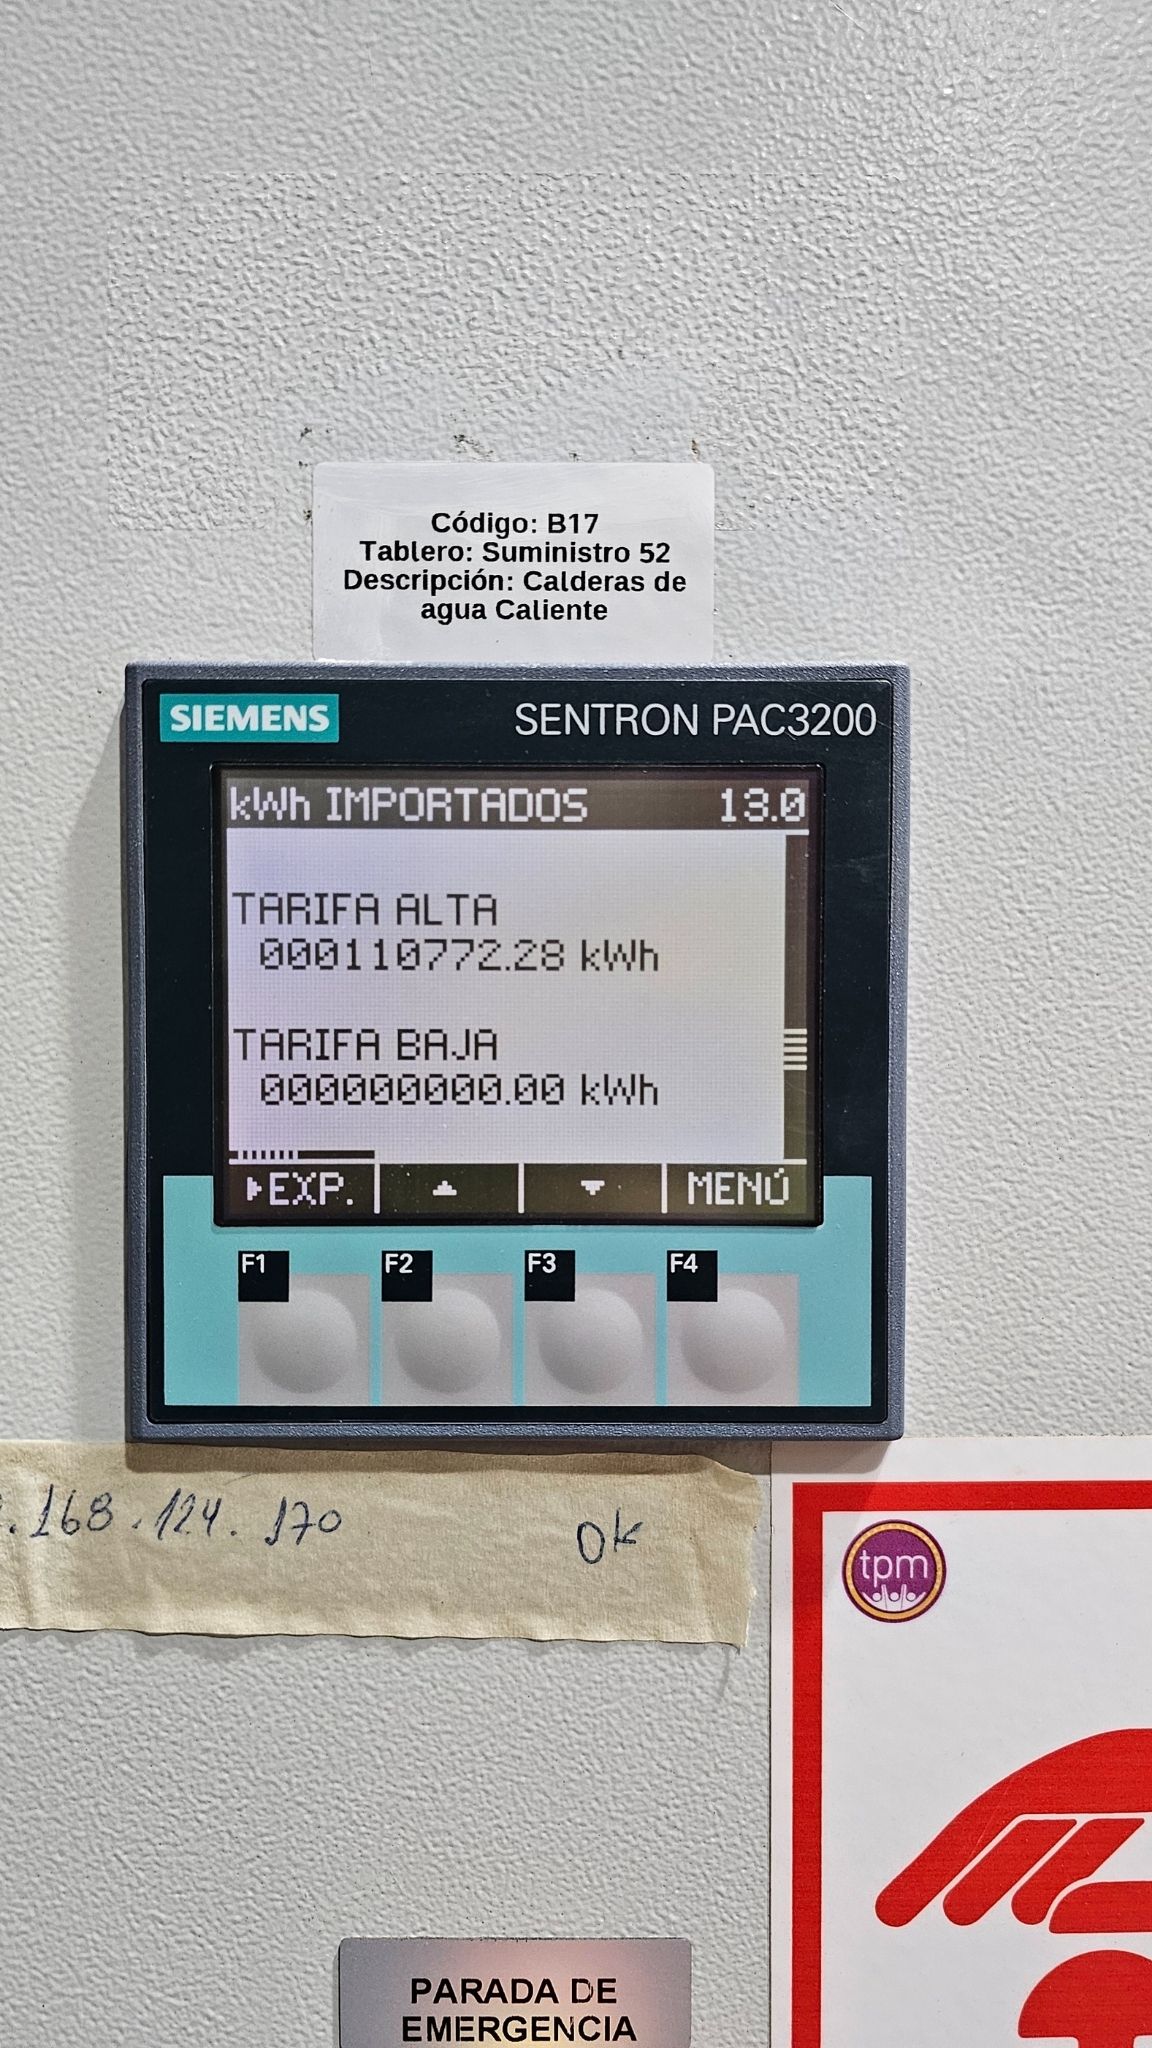 Código: B17
Tablero: Suministro 52
Descripción: Calderas de
agua Caliente
SIEMENS SENTRON PAC3200
kWh IMPORTADOS 13.0
TARIFA ALTA
000110772.28 kWh
TARIFA BAJA
000000000.00 kWh
EXP. MENÚ
F1 F2 F3 F4
.168.124.170 Ok
tpm
PARADA DE
EMERGENCIA